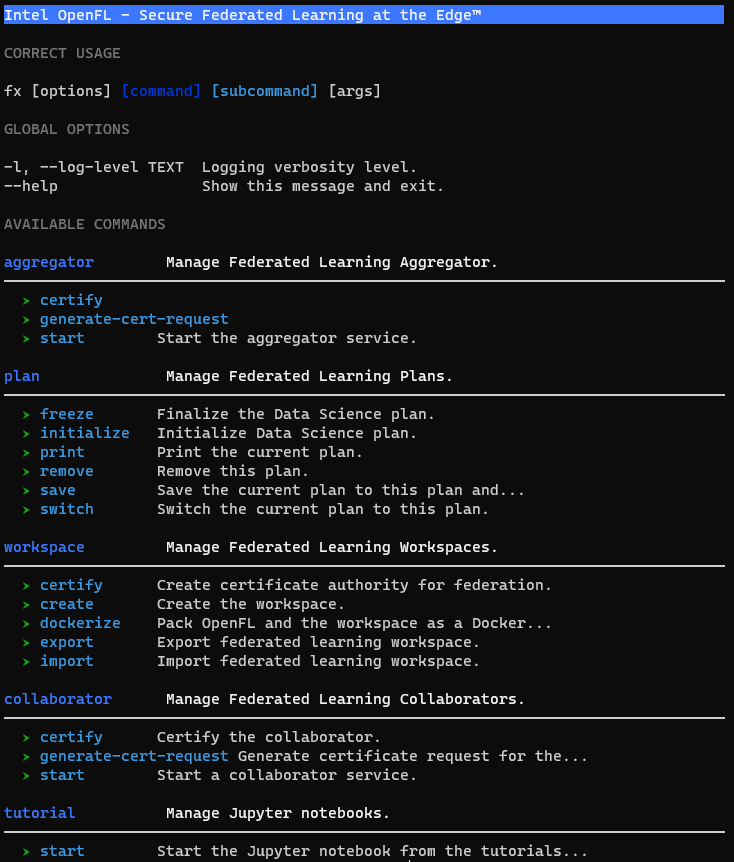 Intel OpenFL - Secure Federated Learning at the Edge™
CORRECT USAGE
fx [options] [command] [subcommand] [args]
GLOBAL OPTIONS
-l, --log-level TEXT  Logging verbosity level.
--help                Show this message and exit.
AVAILABLE COMMANDS
aggregator        Manage Federated Learning Aggregator.
➤ certify
➤ generate-cert-request
➤ start        Start the aggregator service.
plan              Manage Federated Learning Plans.
➤ freeze       Finalize the Data Science plan.
➤ initialize   Initialize Data Science plan.
➤ print        Print the current plan.
➤ remove       Remove this plan.
➤ save         Save the current plan to this plan and...
➤ switch       Switch the current plan to this plan.
workspace         Manage Federated Learning Workspaces.
➤ certify      Create certificate authority for federation.
➤ create       Create the workspace.
➤ dockerize    Pack OpenFL and the workspace as a Docker...
➤ export       Export federated learning workspace.
➤ import       Import federated learning workspace.
collaborator      Manage Federated Learning Collaborators.
➤ certify      Certify the collaborator.
➤ generate-cert-request Generate certificate request for the...
➤ start        Start a collaborator service.
tutorial          Manage Jupyter notebooks.
➤ start        Start the Jupyter notebook from the tutorials...